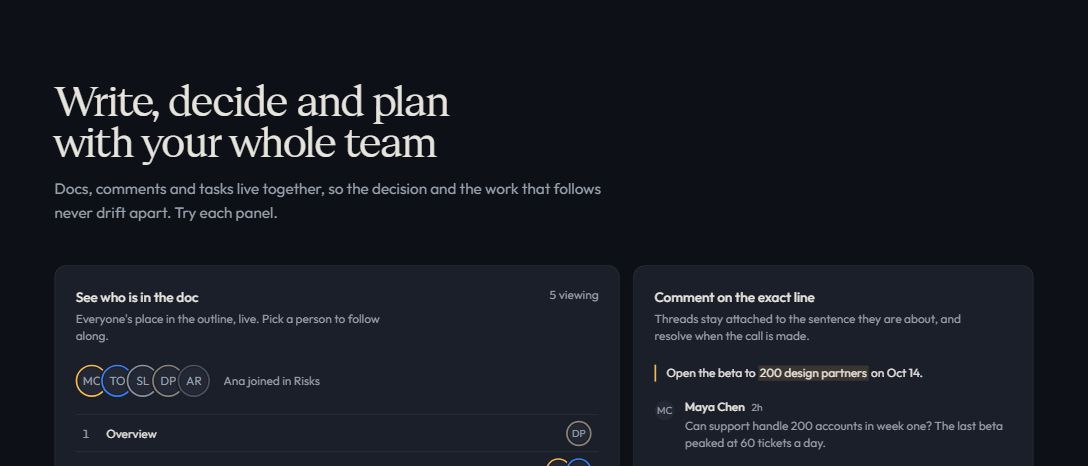 Write, decide and plan
with your whole team
Docs, comments and tasks live together, so the decision and the work that follows
never drift apart. Try each panel.
See who is in the doc
5 viewing
Everyone's place in the outline, live. Pick a person to follow
along.
MC TO SL DP AR
Ana joined in Risks
1 Overview
DP
Comment on the exact line
Threads stay attached to the sentence they are about, and
resolve when the call is made.
Open the beta to 200 design partners on Oct 14.
MC
Maya Chen 2h
Can support handle 200 accounts in week one? The last beta
peaked at 60 tickets a day.